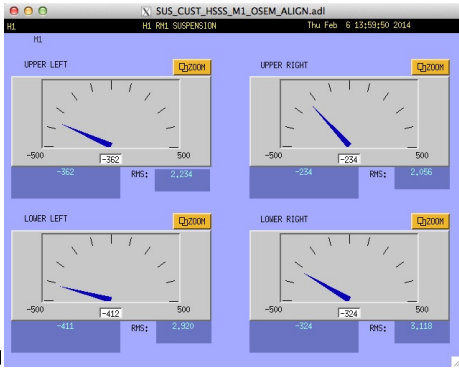 SUS_CUST_HSSS_M1_OSEM_ALIGN.adl
H1 H1 RM1 SUSPENSION Thu Feb 6 13:59:50 2014
M1
UPPER LEFT ZOOM UPPER RIGHT ZOOM
-500 -362 500 -500 -234 500
-362 RMS: 2.234 -234 RMS: 2.056
LOWER LEFT ZOOM LOWER RIGHT ZOOM
-500 -412 500 -500 -324 500
-411 RMS: 2.920 -324 RMS: 3.118